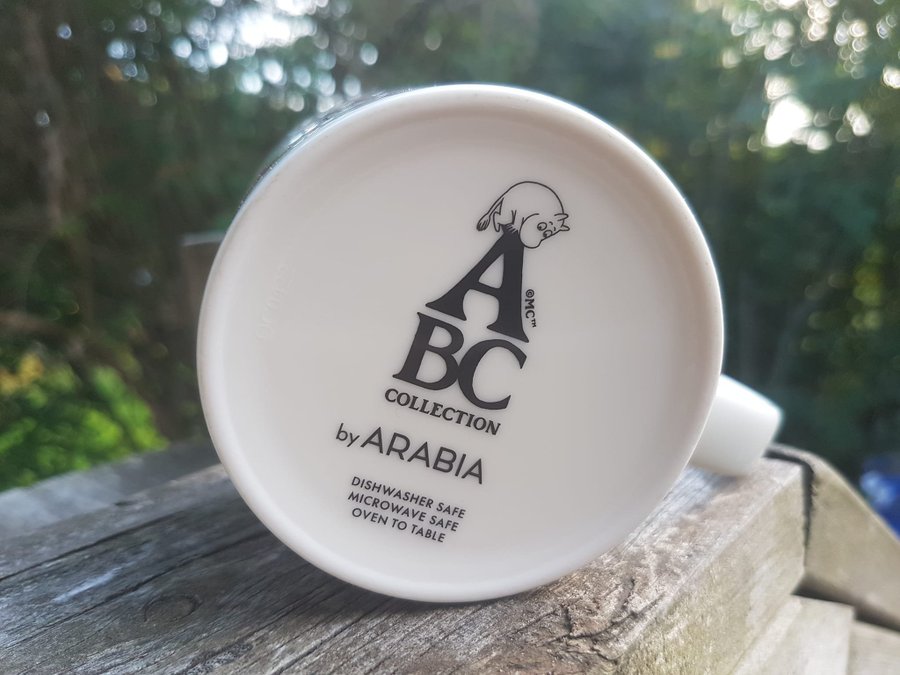 A
©MC™
BC
COLLECTION
by ARABIA
DISHWASHER SAFE
MICROWAVE SAFE
OVEN TO TABLE